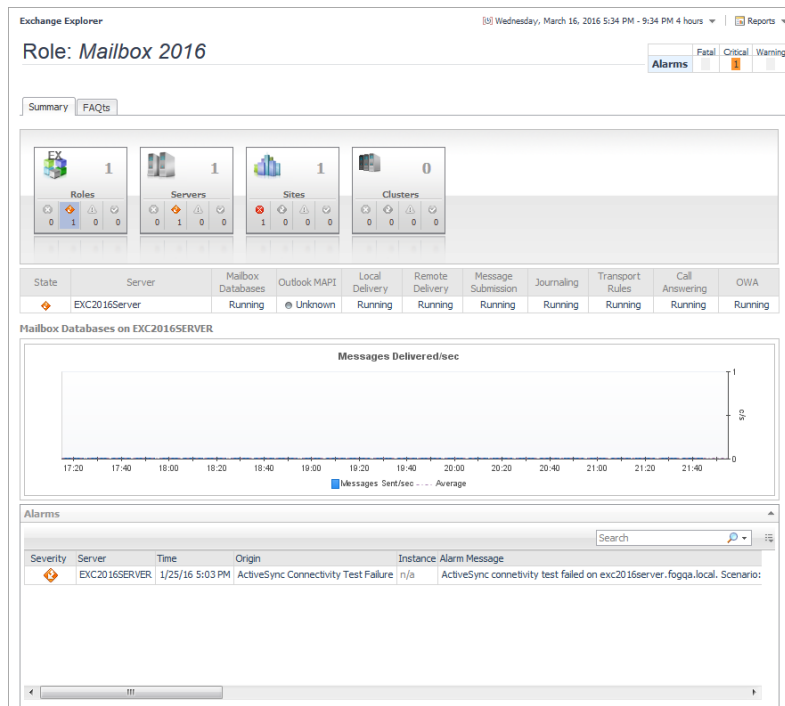 Exchange Explorer
Wednesday, March 16, 2016 5:34 PM - 9:34 PM 4 hours
Reports
Role: Mailbox 2016
Fatal Critical Warning
Alarms 1
Summary FAQts
EX 1 1 1 0
Roles Servers Sites Clusters
0 1 0 0 0 1 0 0 1 0 0 0 0 0 0 0
State Server Mailbox Databases Outlook MAPI Local Delivery Remote Delivery Message Submission Journaling Transport Rules Call Answering OWA
EXC2016Server Running Unknown Running Running Running Running Running Running Running
Mailbox Databases on EXC2016SERVER
Messages Delivered/sec
1
c/s
0
17:20 17:40 18:00 18:20 18:40 19:00 19:20 19:40 20:00 20:20 20:40 21:00 21:20 21:40
Messages Sent/sec Average
Alarms
Search
Severity Server Time Origin Instance Alarm Message
EXC2016SERVER 1/25/16 5:03 PM ActiveSync Connectivity Test Failure n/a ActiveSync connetivity test failed on exc2016server.fogqa.local. Scenario: